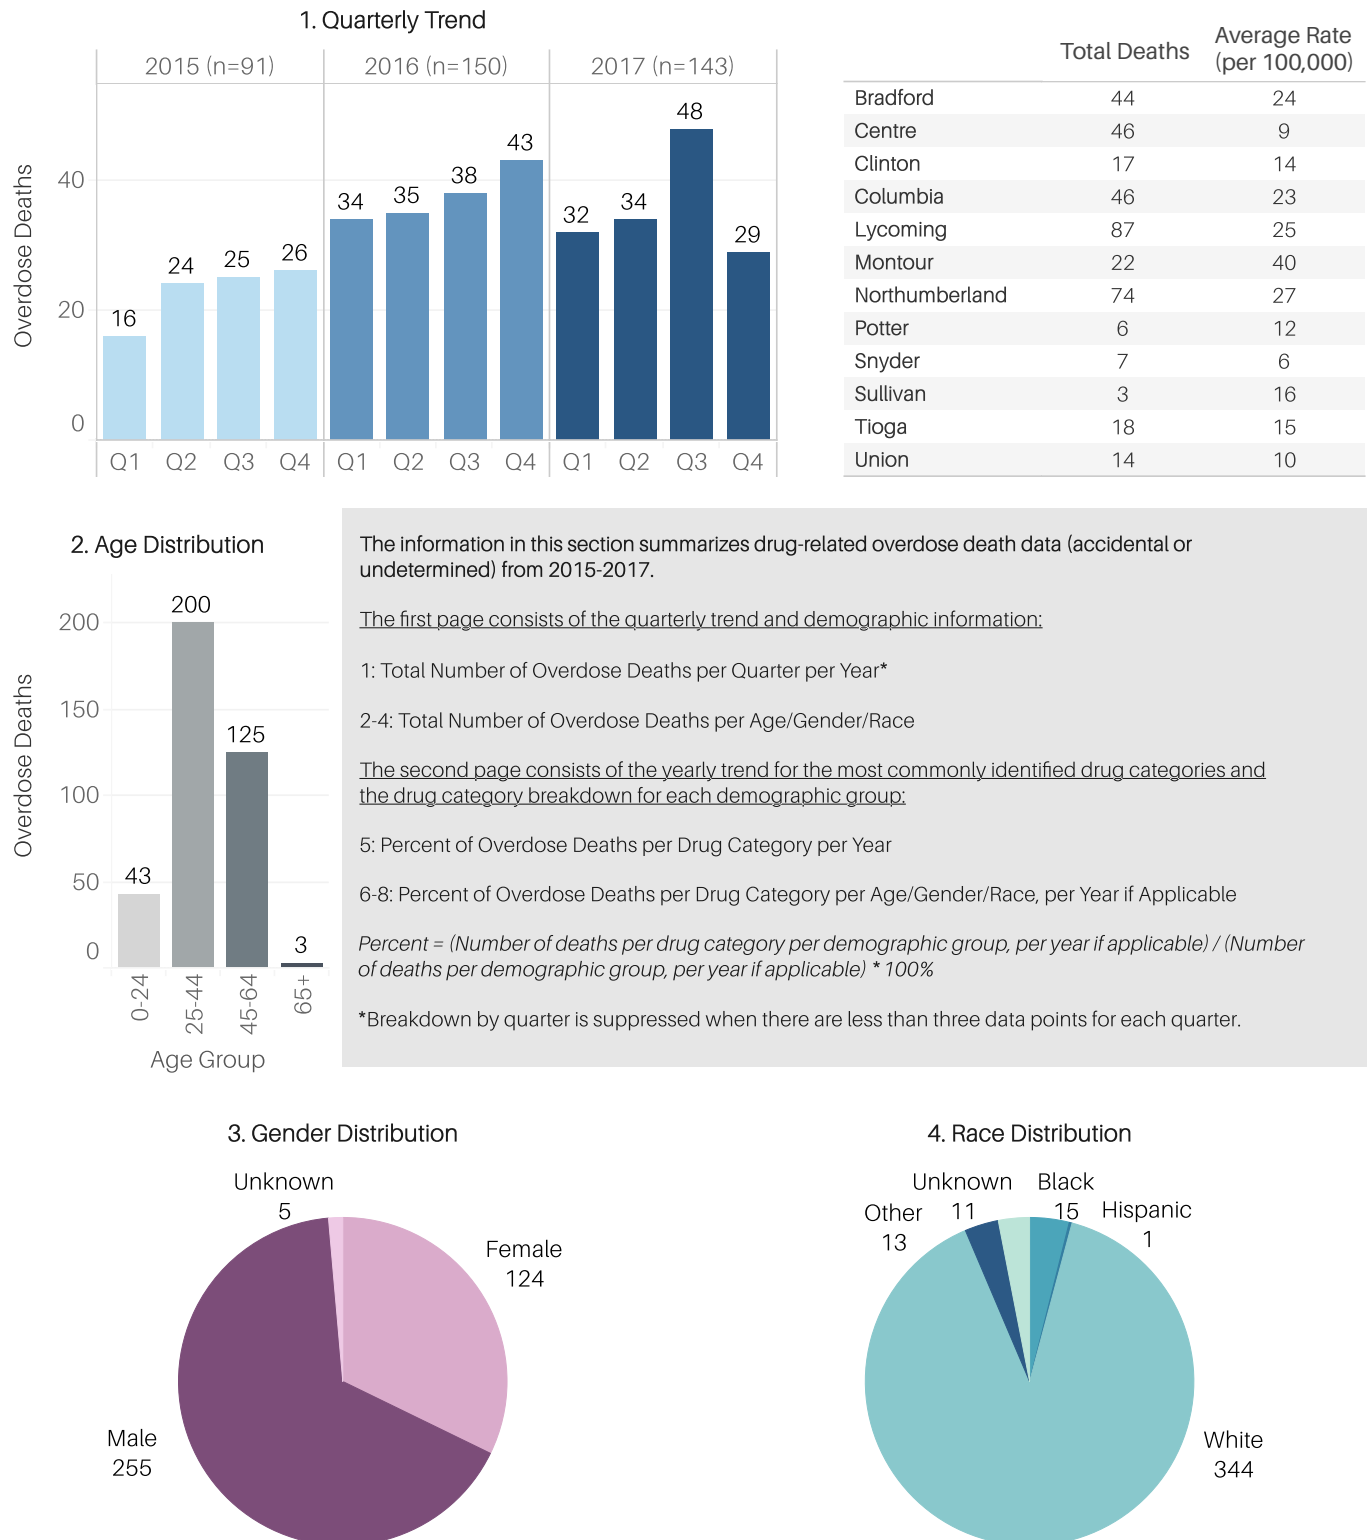 1. Quarterly Trend
2015 (n=91)
2016 (n=150)
2017 (n=143)
Overdose Deaths
40
20
0
16
24
25
26
34
35
38
43
32
34
48
29
Q1 Q2 Q3 Q4 Q1 Q2 Q3 Q4 Q1 Q2 Q3 Q4
Total Deaths
Average Rate
(per 100,000)
Bradford 44 24
Centre 46 9
Clinton 17 14
Columbia 46 23
Lycoming 87 25
Montour 22 40
Northumberland 74 27
Potter 6 12
Snyder 7 6
Sullivan 3 16
Tioga 18 15
Union 14 10
2. Age Distribution
Overdose Deaths
200
150
100
50
0
43
200
125
3
0-24
25-44
45-64
65+
Age Group
The information in this section summarizes drug-related overdose death data (accidental or
undetermined) from 2015-2017.
The first page consists of the quarterly trend and demographic information:
1: Total Number of Overdose Deaths per Quarter per Year*
2-4: Total Number of Overdose Deaths per Age/Gender/Race
The second page consists of the yearly trend for the most commonly identified drug categories and
the drug category breakdown for each demographic group:
5: Percent of Overdose Deaths per Drug Category per Year
6-8: Percent of Overdose Deaths per Drug Category per Age/Gender/Race, per Year if Applicable
Percent = (Number of deaths per drug category per demographic group, per year if applicable) / (Number
of deaths per demographic group, per year if applicable) * 100%
*Breakdown by quarter is suppressed when there are less than three data points for each quarter.
3. Gender Distribution
Unknown
5
Female
124
Male
255
4. Race Distribution
Unknown
11
Black
15
Hispanic
1
Other
13
White
344